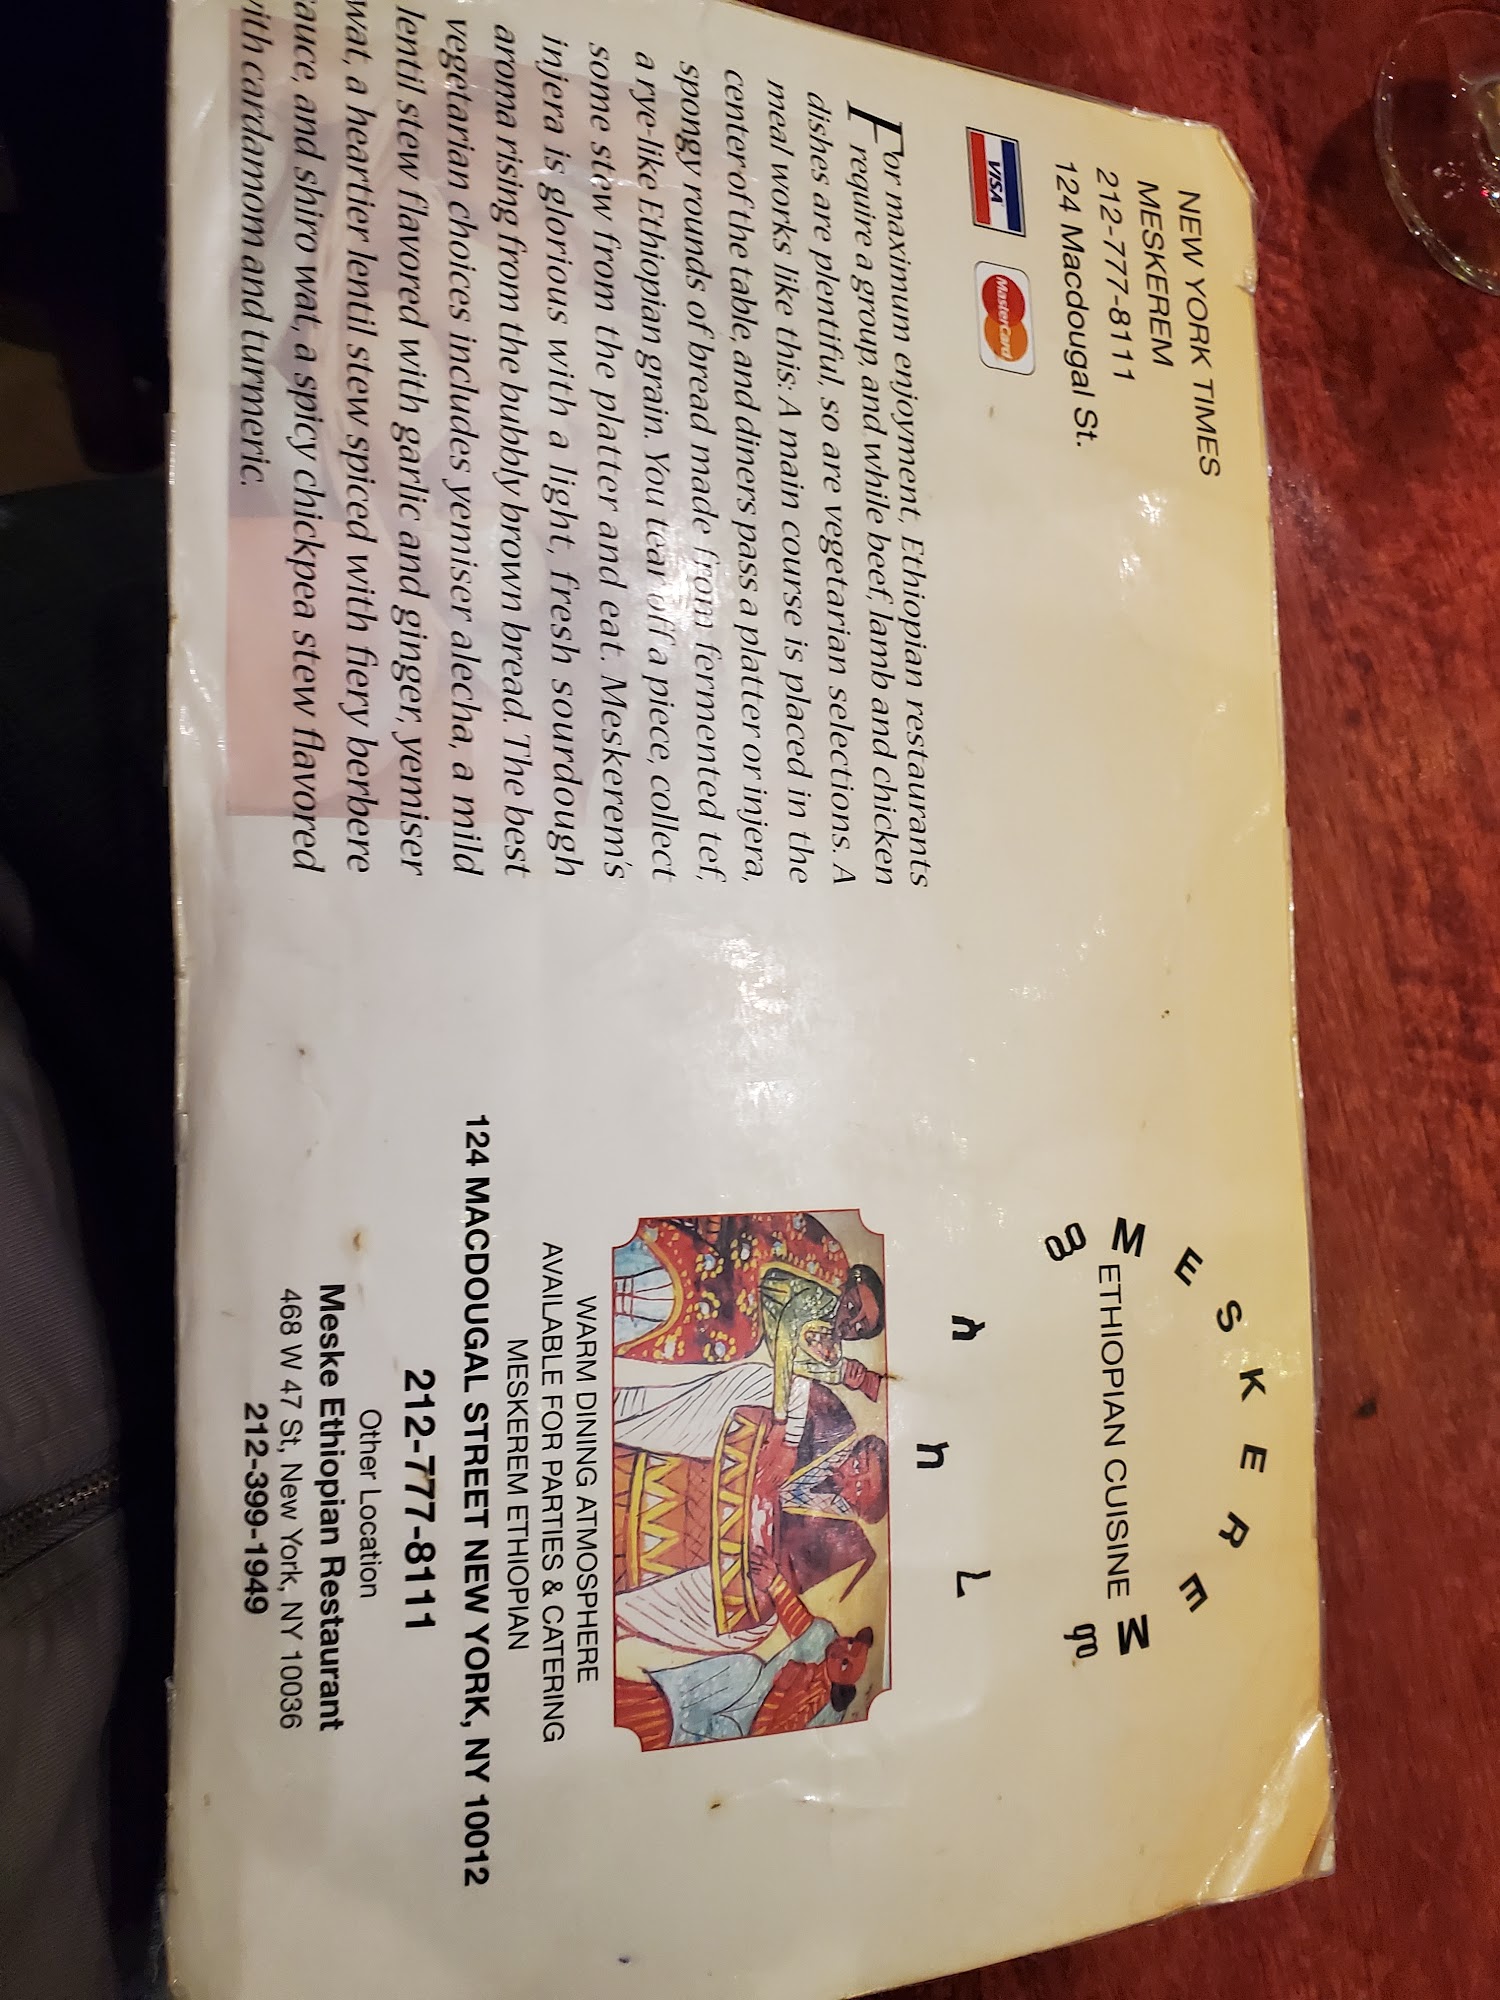 NEW YORK TIMES
MESKEREM
212-777-8111
124 Macdougal St.
VISA
MasterCard
For maximum enjoyment, Ethiopian restaurants
require a group, and while beef, lamb and chicken
dishes are plentiful, so are vegetarian selections. A
meal works like this: A main course is placed in the
center of the table, and diners pass a platter or injera,
spongy rounds of bread made from fermented tef,
a rye-like Ethiopian grain. You tear off a piece, collect
some stew from the platter and eat. Meskerem's
injera is glorious with a light, fresh sourdough
aroma rising from the bubbly brown bread. The best
vegetarian choices includes yemiser alecha, a mild
lentil stew flavored with garlic and ginger, yemiser
wat, a heartier lentil stew spiced with fiery berbere
sauce, and shiro wat, a spicy chickpea stew flavored
with cardamom and turmeric.
MESKEREM
ETHIOPIAN CUISINE
መስከረም
WARM DINING ATMOSPHERE
AVAILABLE FOR PARTIES & CATERING
MESKEREM ETHIOPIAN
124 MACDOUGAL STREET NEW YORK, NY 10012
212-777-8111
Other Location
Meske Ethiopian Restaurant
468 W 47 St, New York, NY 10036
212-399-1949